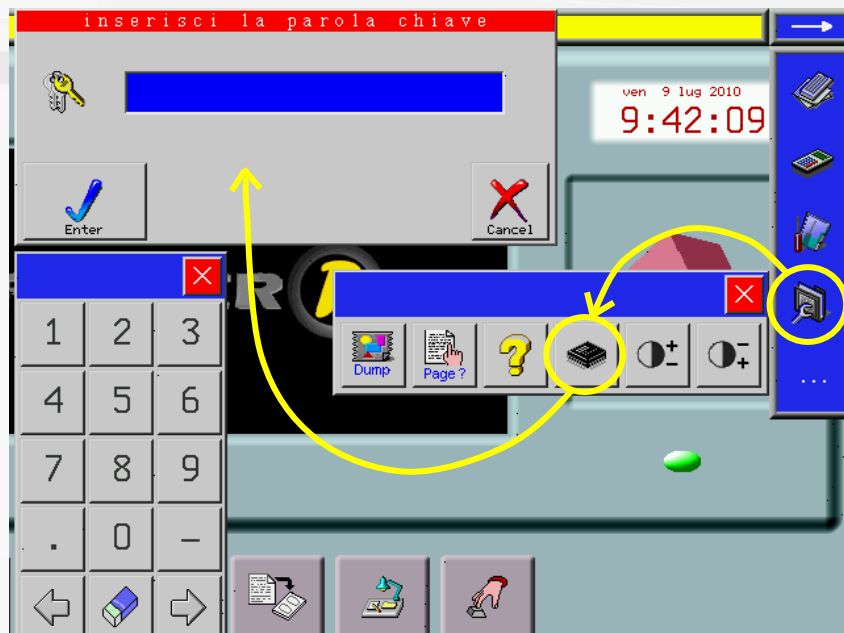 inserisci la parola chiave
ven 9 lug 2010
9:42:09
Enter
Cancel
ER
1 2 3
4 5 6
7 8 9
. 0 -
Dump
Page ?
...